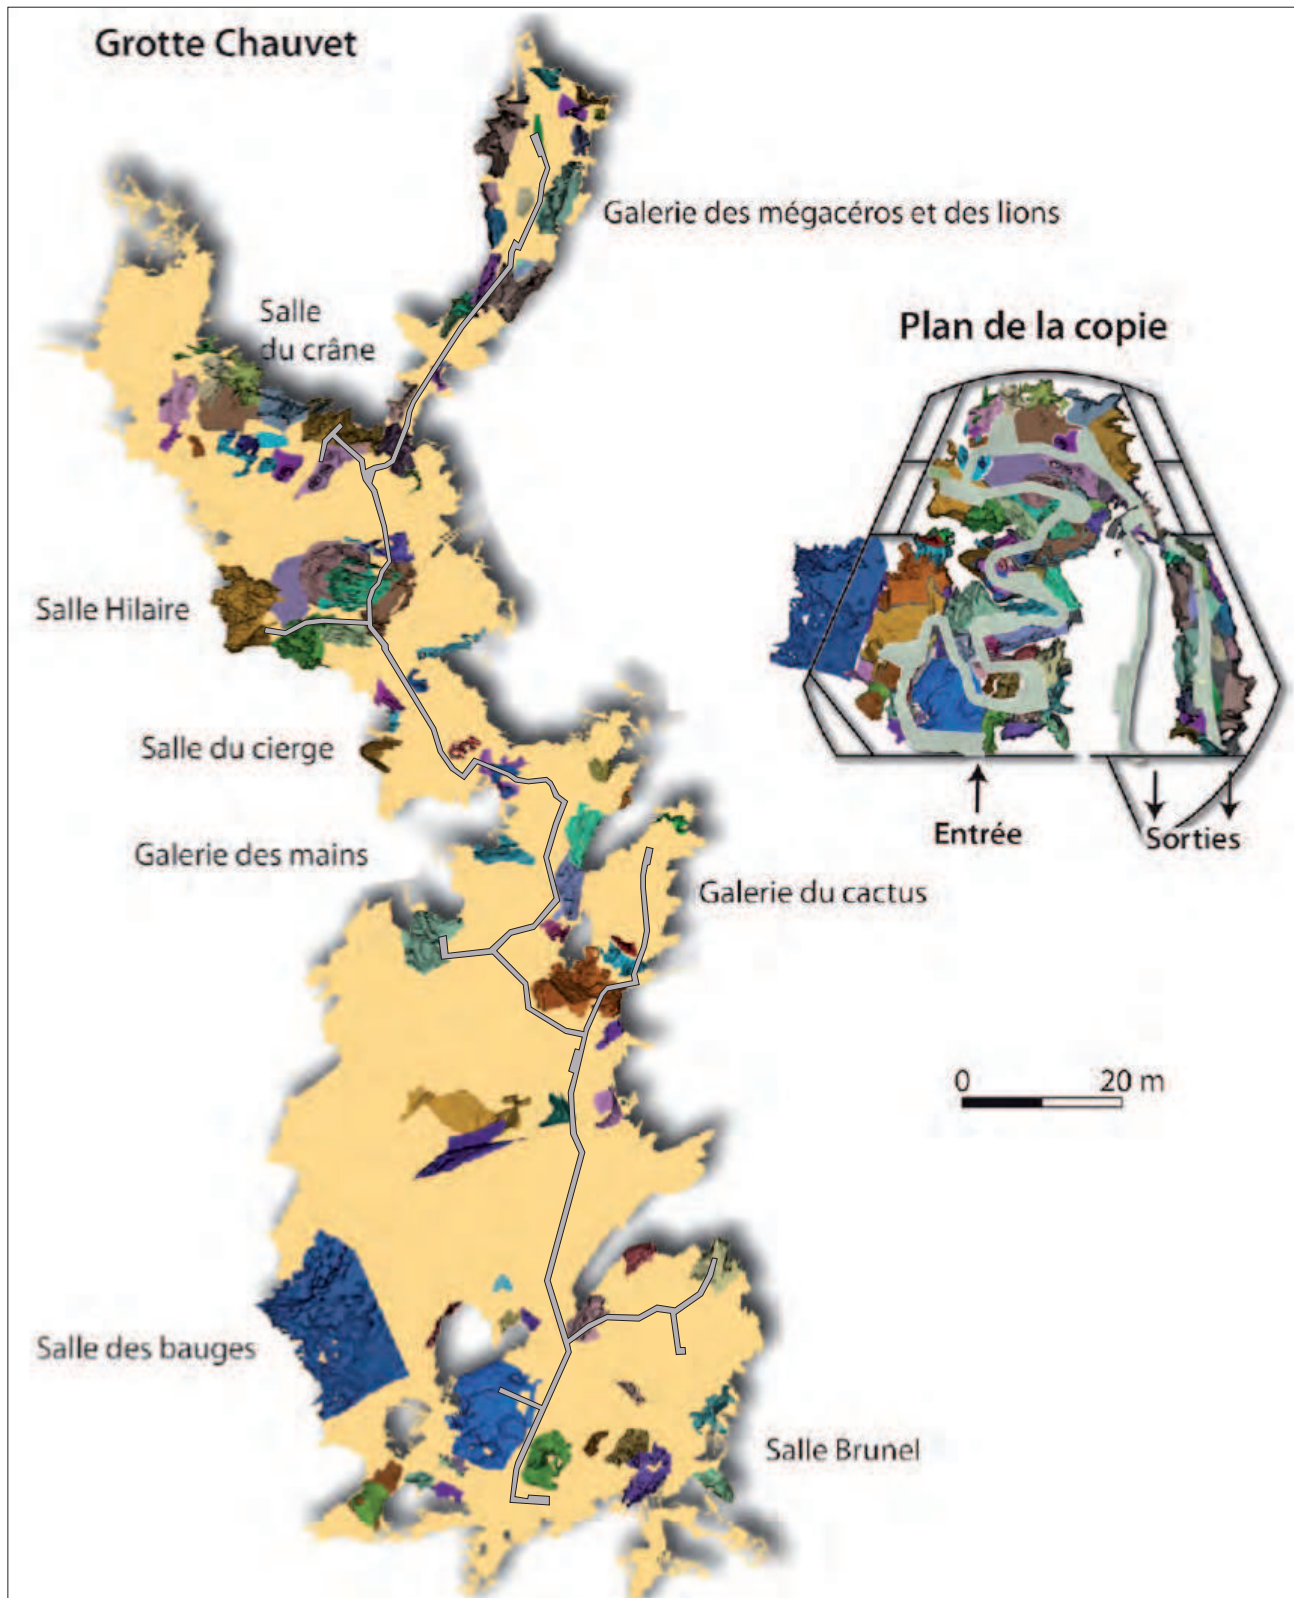 Grotte Chauvet
Galerie des mégacéros et des lions
Salle
du crâne
Plan de la copie
Salle Hilaire
Salle du cierge
Entrée
Sorties
Galerie des mains
Galerie du cactus
0 20 m
Salle des bauges
Salle Brunel